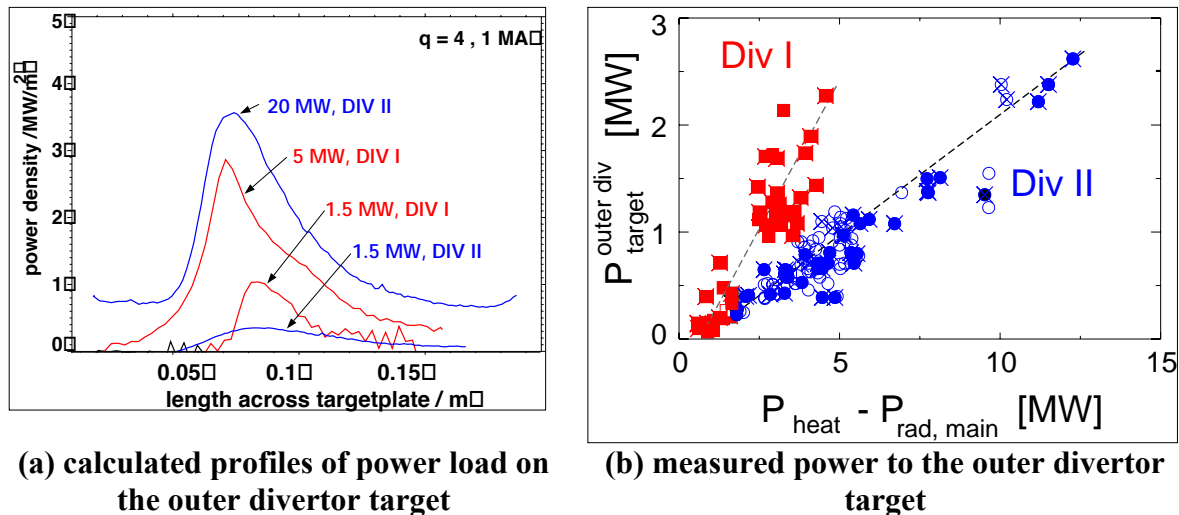 5□
4□
3□
2□
1□
0□
power density /MW/m²□
q = 4 , 1 MA□
20 MW, DIV II
5 MW, DIV I
1.5 MW, DIV I
1.5 MW, DIV II
0.05□ 0.1□ 0.15□
length across targetplate / m□
(a) calculated profiles of power load on
the outer divertor target
3
2
1
0
P outer div target [MW]
Div I
Div II
0 5 10 15
P heat - P rad, main [MW]
(b) measured power to the outer divertor
target